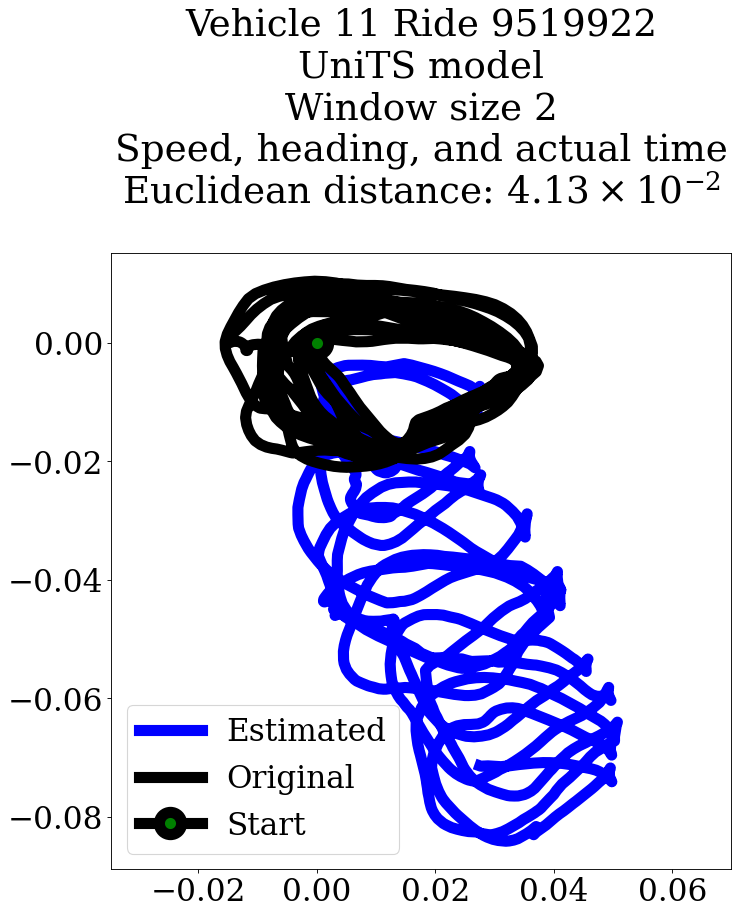 Vehicle 11 Ride 9519922
UniTS model
Window size 2
Speed, heading, and actual time
Euclidean distance: 4.13 × 10⁻²
0.00
−0.02
−0.04
−0.06
−0.08
Estimated
Original
Start
−0.02 0.00 0.02 0.04 0.06